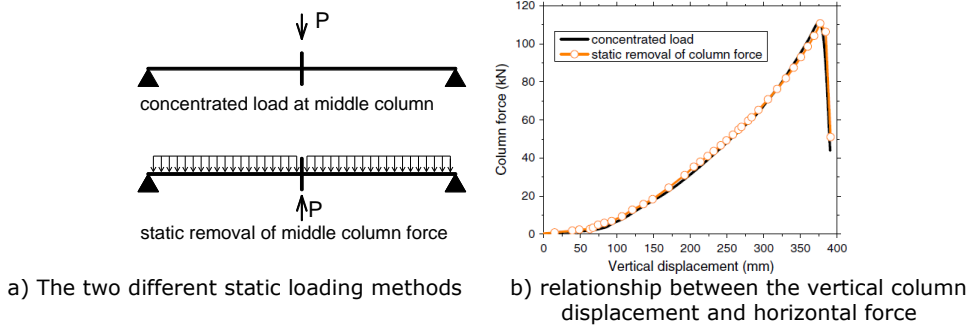 P
concentrated load at middle column
P
static removal of middle column force
a) The two different static loading methods
120
100
80
60
40
20
0
Column force (kN)
concentrated load
static removal of column force
0 50 100 150 200 250 300 350 400
Vertical displacement (mm)
b) relationship between the vertical column
displacement and horizontal force